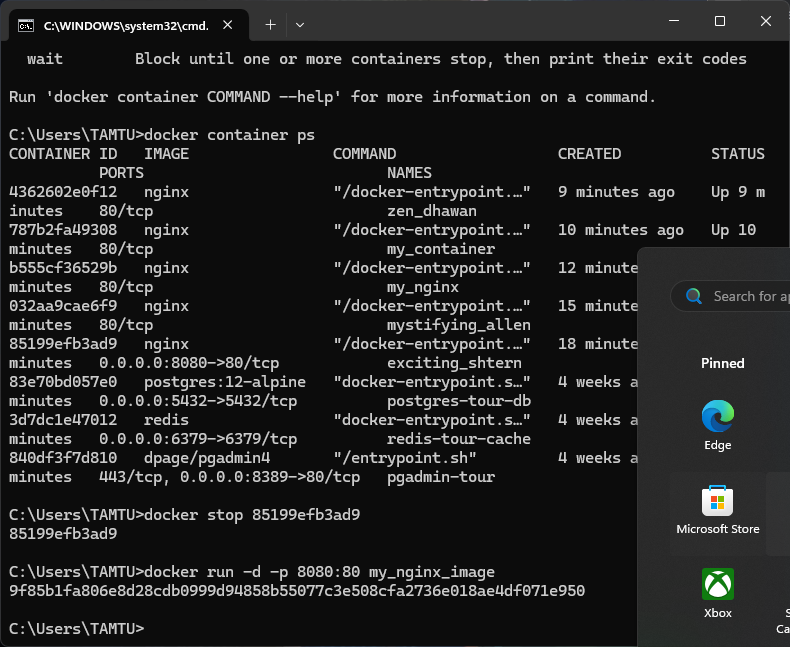 C:\WINDOWS\system32\cmd.
wait        Block until one or more containers stop, then print their exit codes
Run 'docker container COMMAND --help' for more information on a command.
C:\Users\TAMTU>docker container ps
CONTAINER ID   IMAGE                COMMAND                  CREATED          STATUS
          PORTS                           NAMES
4362602e0f12   nginx                "/docker-entrypoint.…"   9 minutes ago    Up 9 m
inutes    80/tcp                          zen_dhawan
787b2fa49308   nginx                "/docker-entrypoint.…"   10 minutes ago   Up 10
minutes   80/tcp                          my_container
b555cf36529b   nginx                "/docker-entrypoint.…"   12 minute
minutes   80/tcp                          my_nginx
032aa9cae6f9   nginx                "/docker-entrypoint.…"   15 minute
minutes   80/tcp                          mystifying_allen
85199efb3ad9   nginx                "/docker-entrypoint.…"   18 minute
minutes   0.0.0.0:8080->80/tcp            exciting_shtern
83e70bd057e0   postgres:12-alpine   "docker-entrypoint.s…"   4 weeks a
minutes   0.0.0.0:5432->5432/tcp          postgres-tour-db
3d7dc1e47012   redis                "docker-entrypoint.s…"   4 weeks a
minutes   0.0.0.0:6379->6379/tcp          redis-tour-cache
840df3f7d810   dpage/pgadmin4       "/entrypoint.sh"         4 weeks a
minutes   443/tcp, 0.0.0.0:8389->80/tcp   pgadmin-tour
C:\Users\TAMTU>docker stop 85199efb3ad9
85199efb3ad9
C:\Users\TAMTU>docker run -d -p 8080:80 my_nginx_image
9f85b1fa806e8d28cdb0999d94858b55077c3e508cfa2736e018ae4df071e950
C:\Users\TAMTU>
Search for ap
Pinned
Edge
Microsoft Store
Xbox
S
Ca